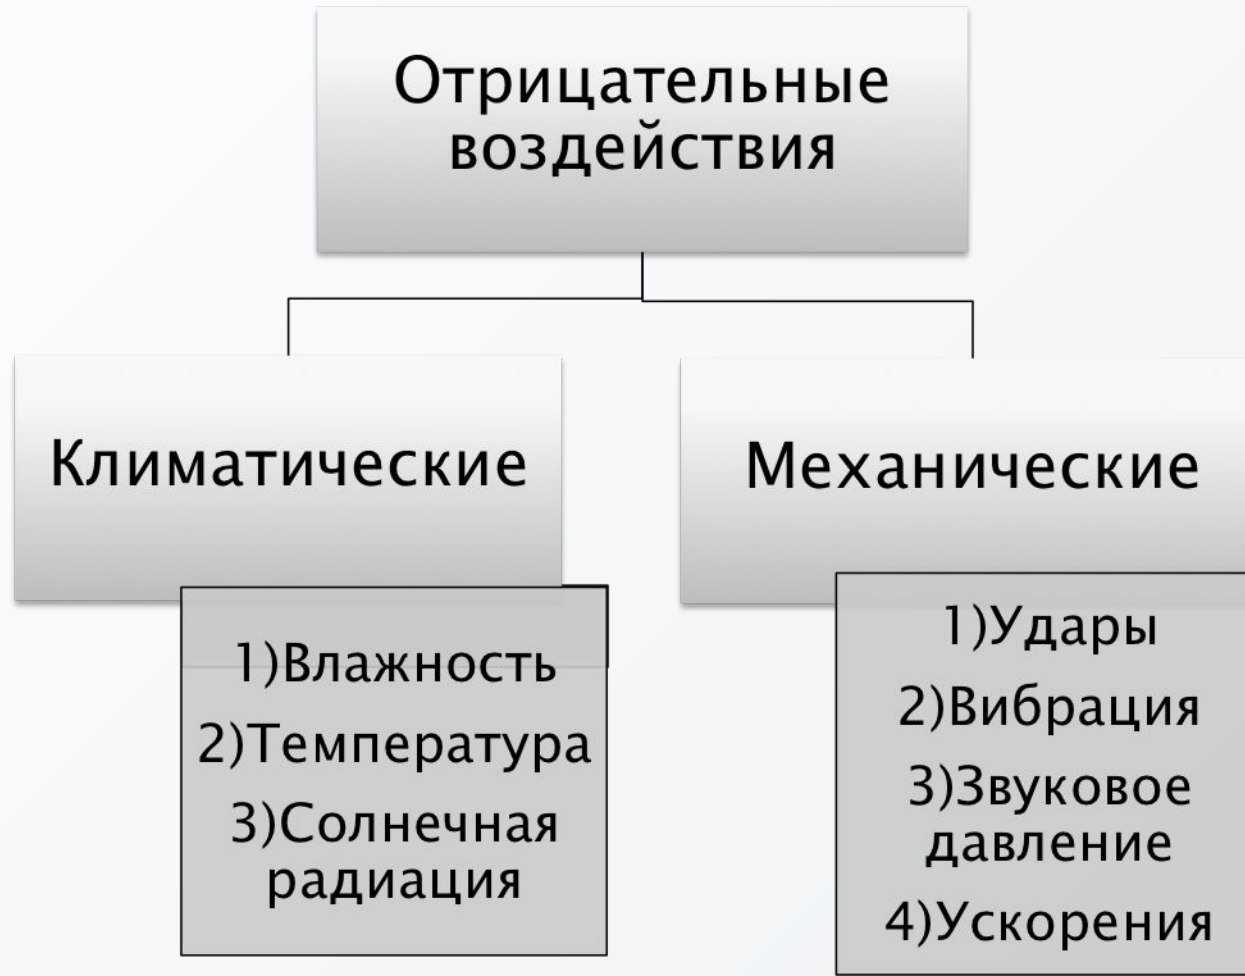 Отрицательные
воздействия
Климатические
1)Влажность
2)Температура
3)Солнечная
радиация
Механические
1)Удары
2)Вибрация
3)Звуковое
давление
4)Ускорения